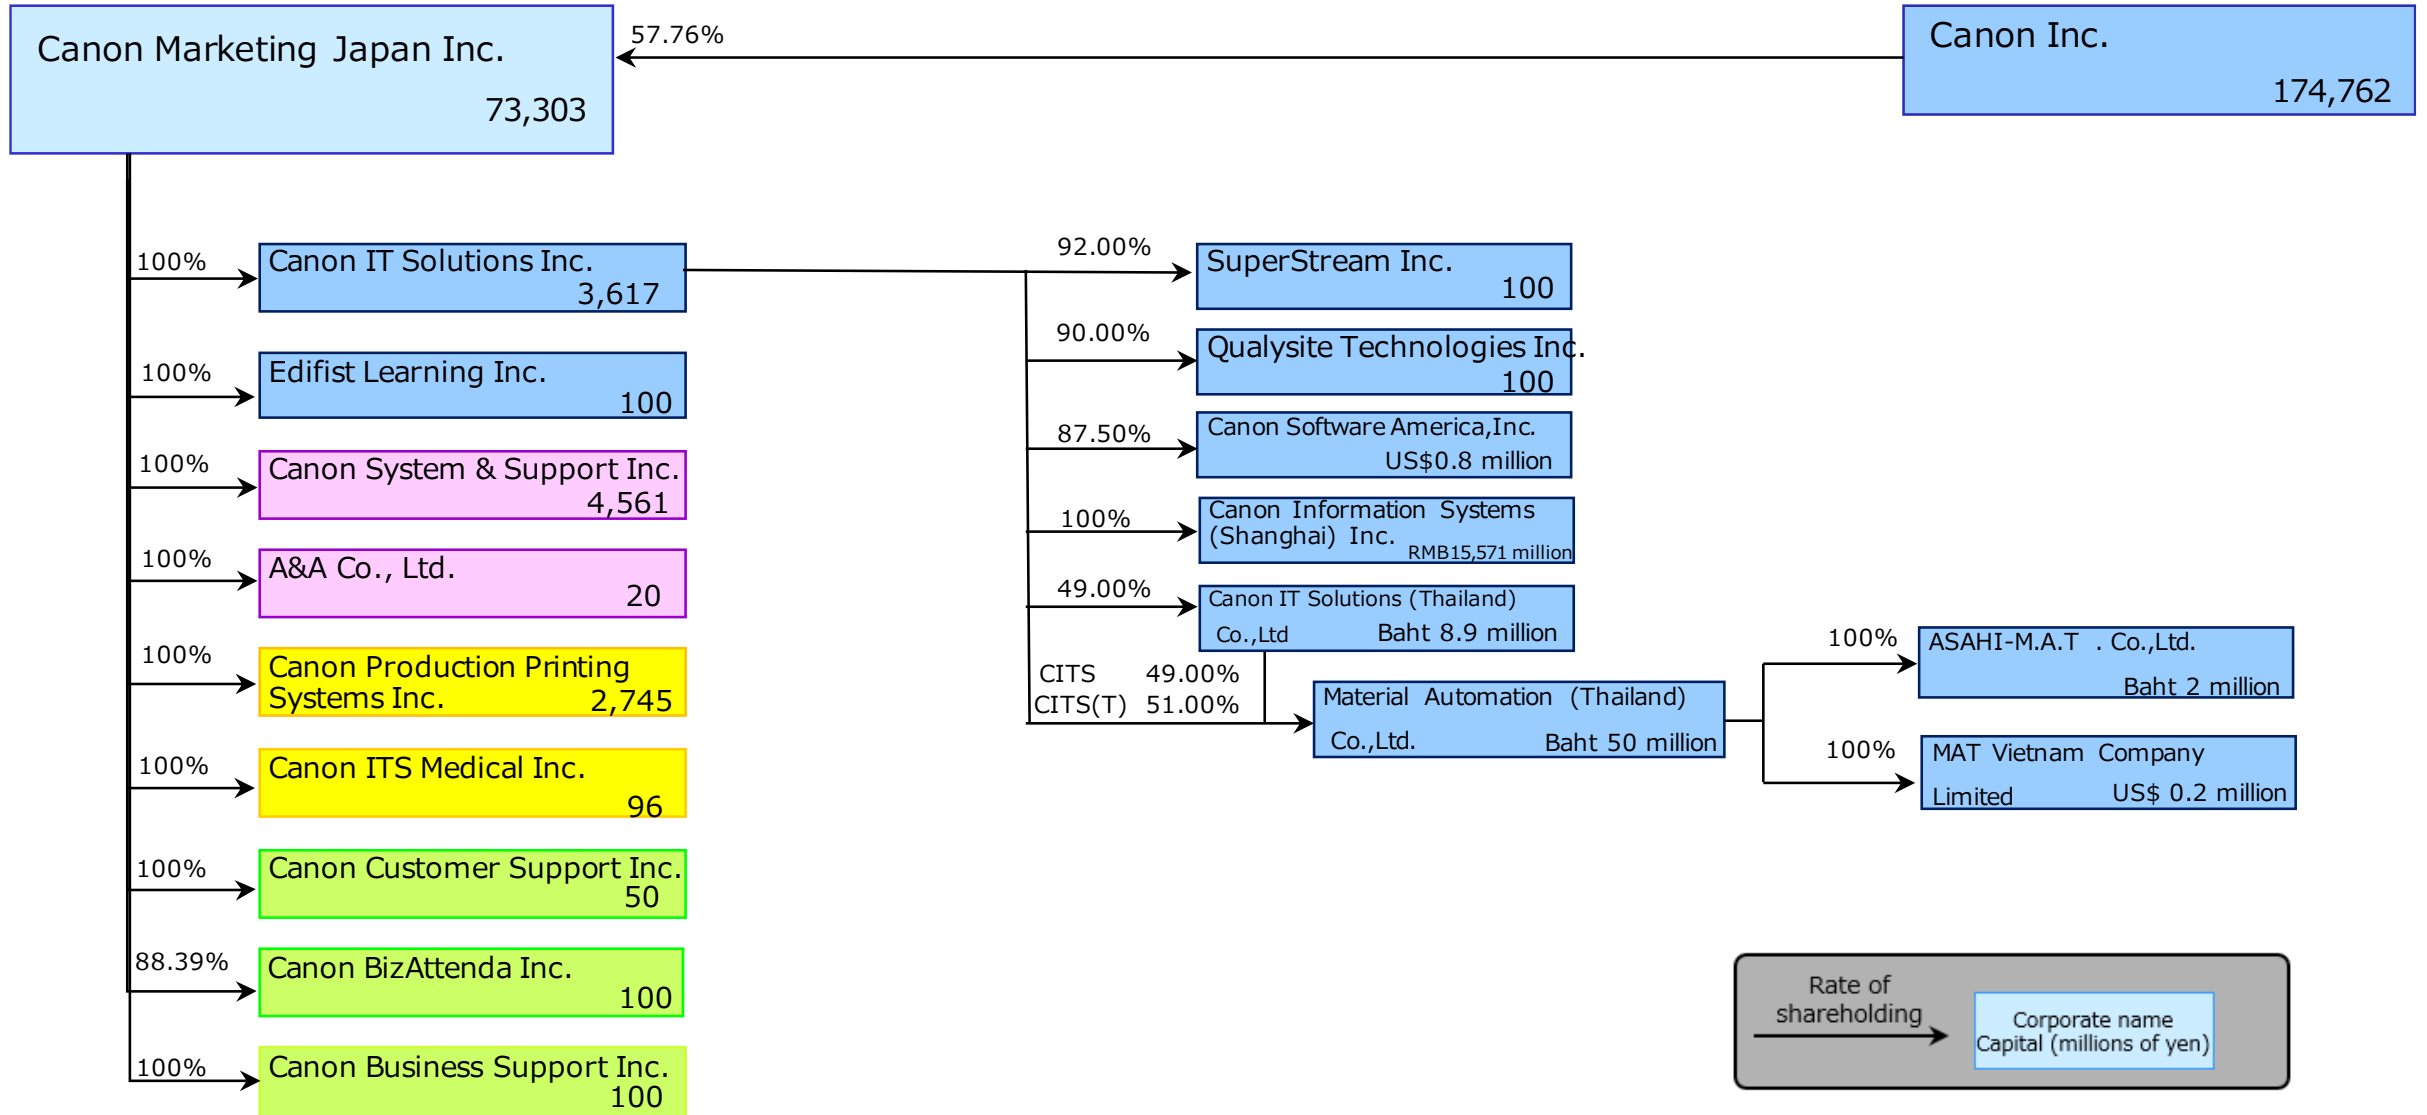 Canon Marketing Japan Inc.
73,303
57.76%
Canon Inc.
174,762
100%
Canon IT Solutions Inc.
3,617
92.00%
SuperStream Inc.
100
90.00%
Qualysite Technologies Inc.
100
100%
Edifist Learning Inc.
100
87.50%
Canon Software America,Inc.
US$0.8 million
100%
Canon System & Support Inc.
4,561
100%
Canon Information Systems
(Shanghai) Inc.
RMB15,571 million
100%
A&A Co., Ltd.
20
49.00%
Canon IT Solutions (Thailand)
Co.,Ltd Baht 8.9 million
100%
Canon Production Printing
Systems Inc. 2,745
CITS 49.00%
CITS(T) 51.00%
Material Automation (Thailand)
Co.,Ltd. Baht 50 million
100%
ASAHI-M.A.T . Co.,Ltd.
Baht 2 million
100%
MAT Vietnam Company
Limited US$ 0.2 million
100%
Canon ITS Medical Inc.
96
100%
Canon Customer Support Inc.
50
88.39%
Canon BizAttenda Inc.
100
100%
Canon Business Support Inc.
100
Rate of
shareholding
Corporate name
Capital (millions of yen)